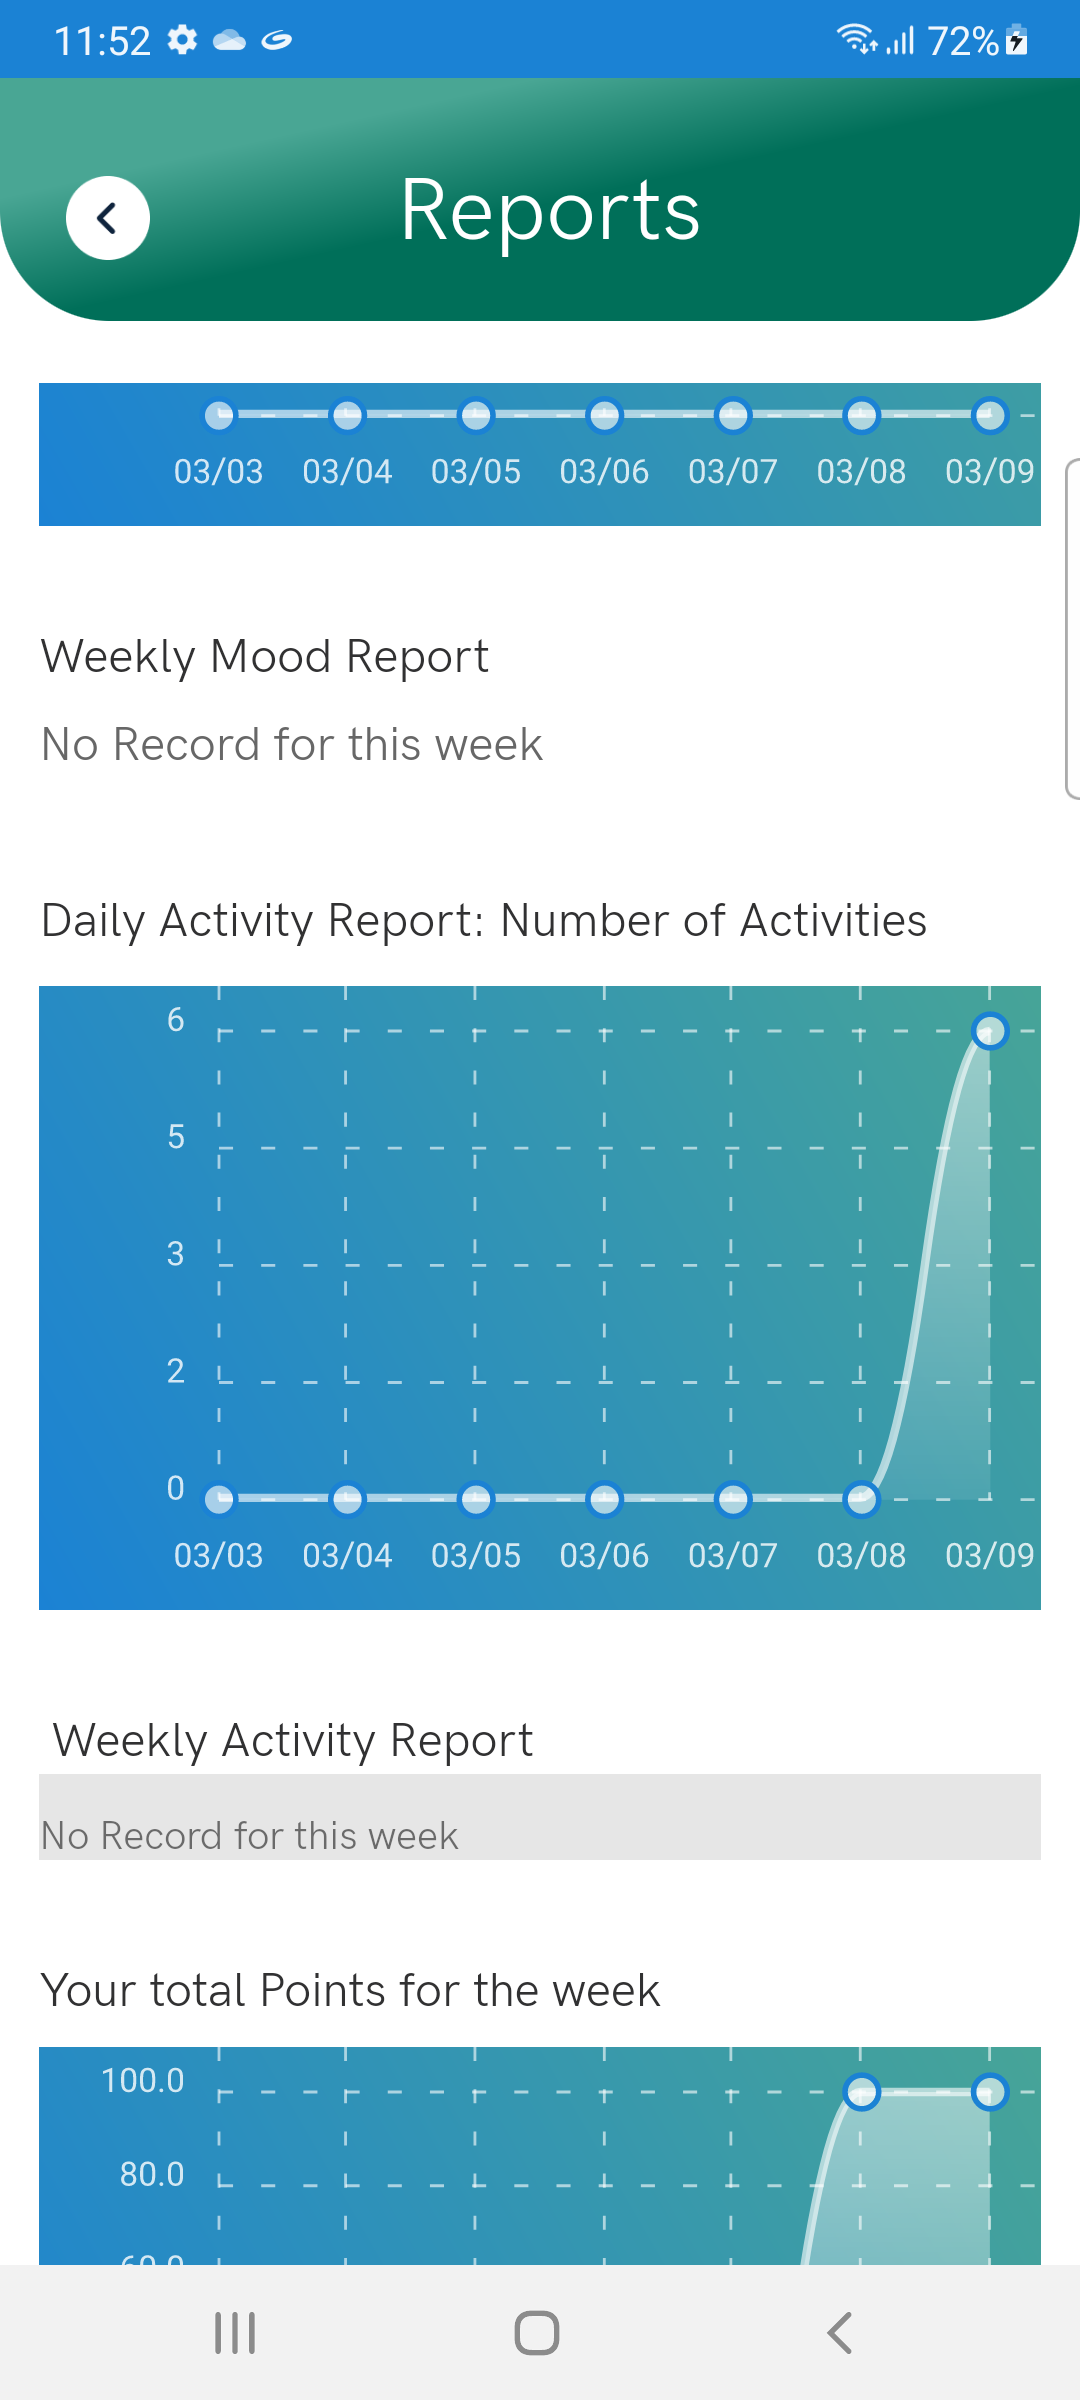 11:52 72%
Reports
03/03 03/04 03/05 03/06 03/07 03/08 03/09
Weekly Mood Report
No Record for this week
Daily Activity Report: Number of Activities
6
5
3
2
0
03/03 03/04 03/05 03/06 03/07 03/08 03/09
Weekly Activity Report
No Record for this week
Your total Points for the week
100.0
80.0
60.0